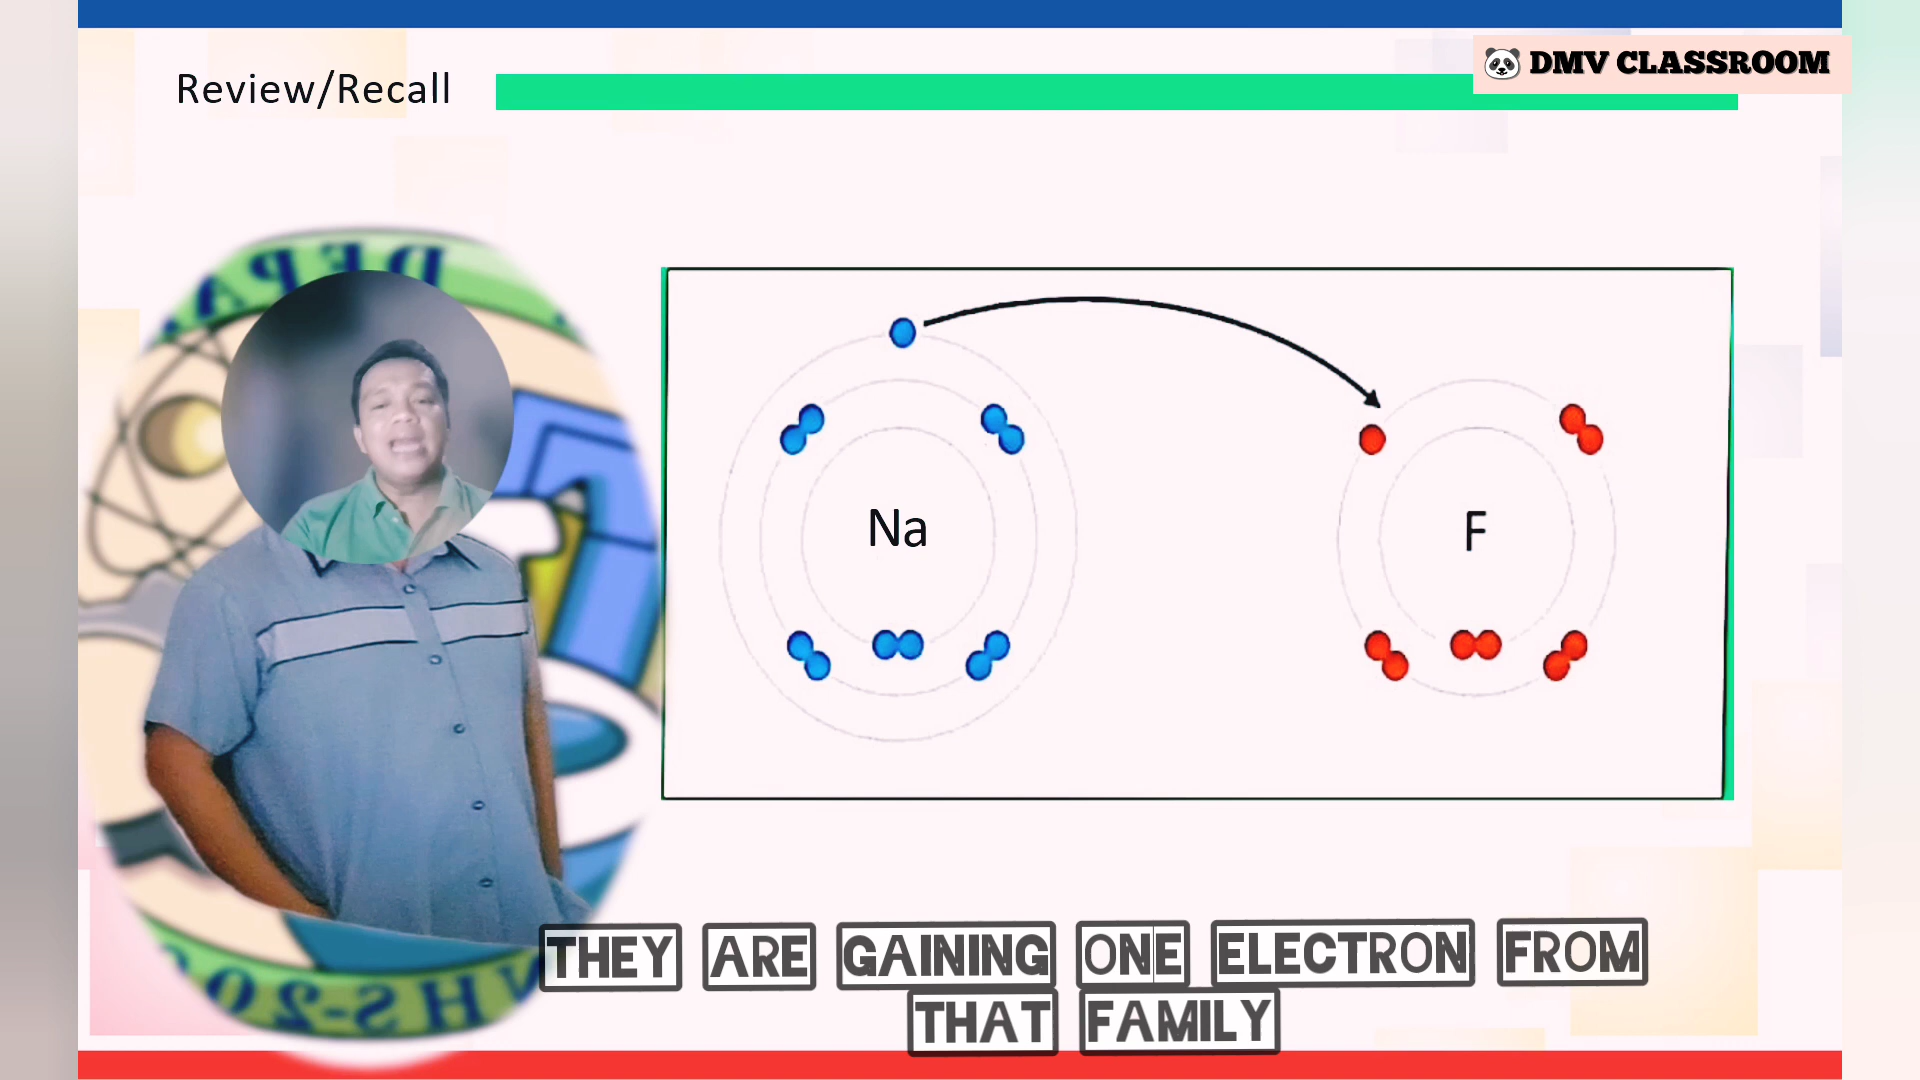 Review/Recall
🐼 DMV CLASSROOM
Na
F
THEY ARE GAINING ONE ELECTRON FROM
THAT FAMILY